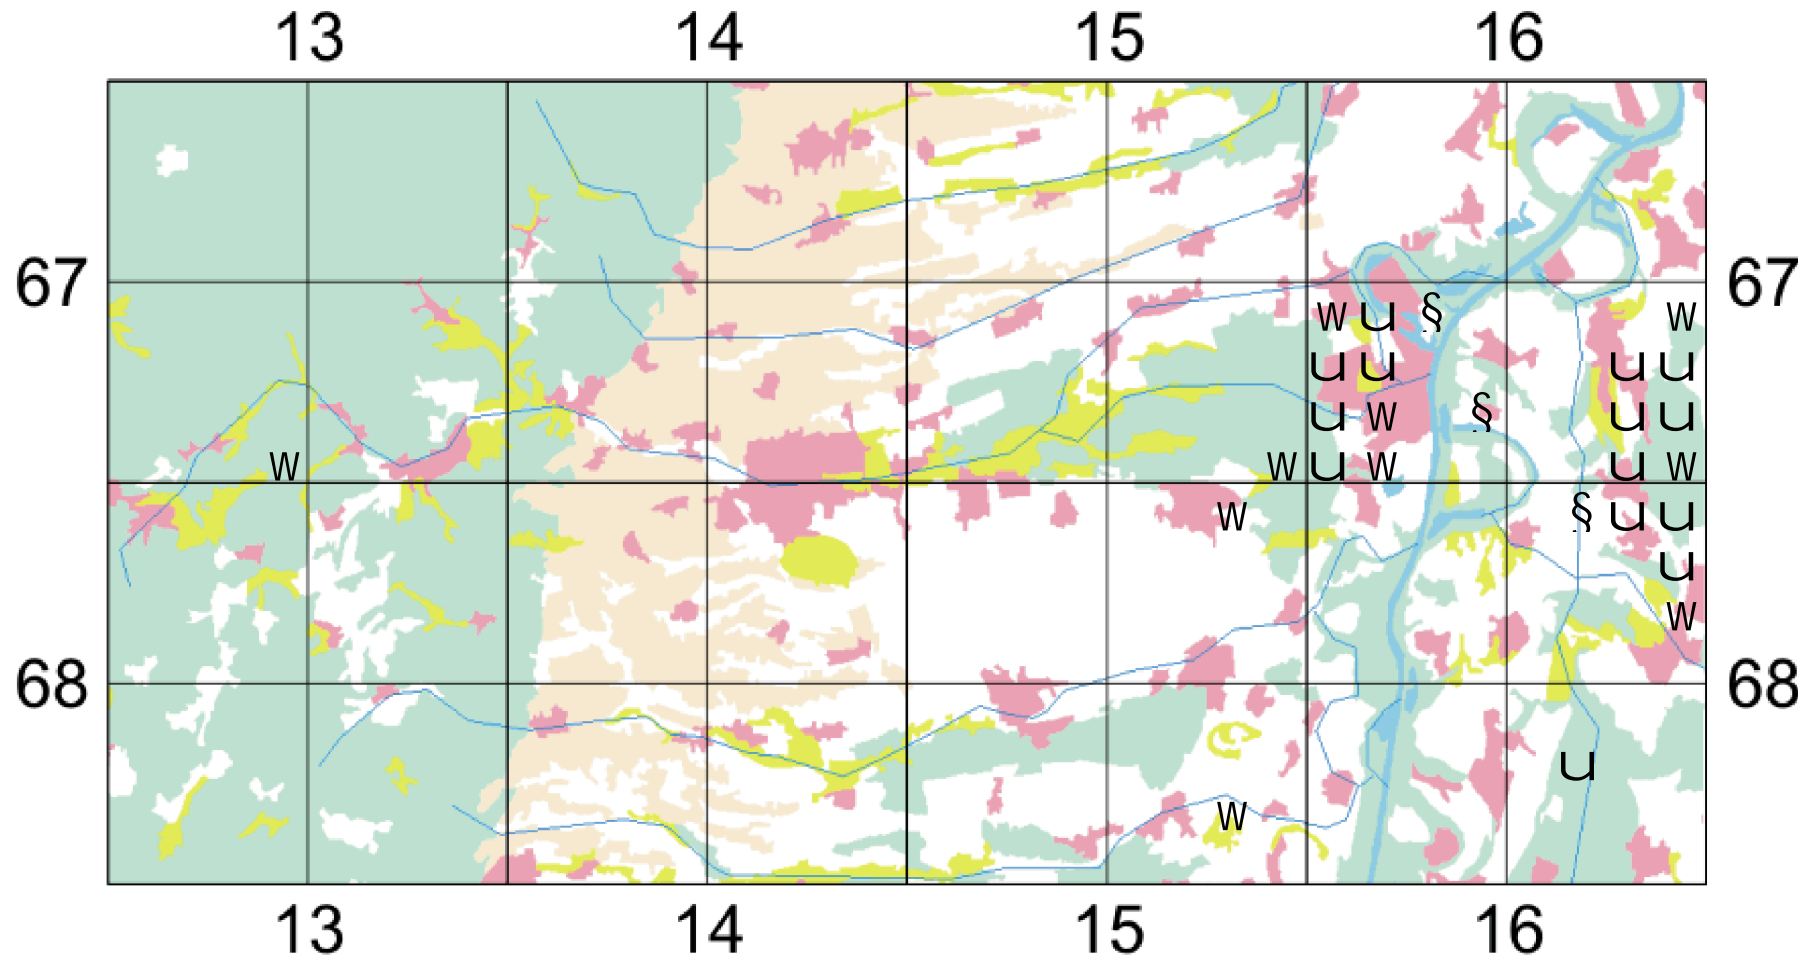 13 14 15 16
67 67
w u § w
u u u u
u w § u u
w w u w u w
w § u u
u
w
68 68
u
w
13 14 15 16